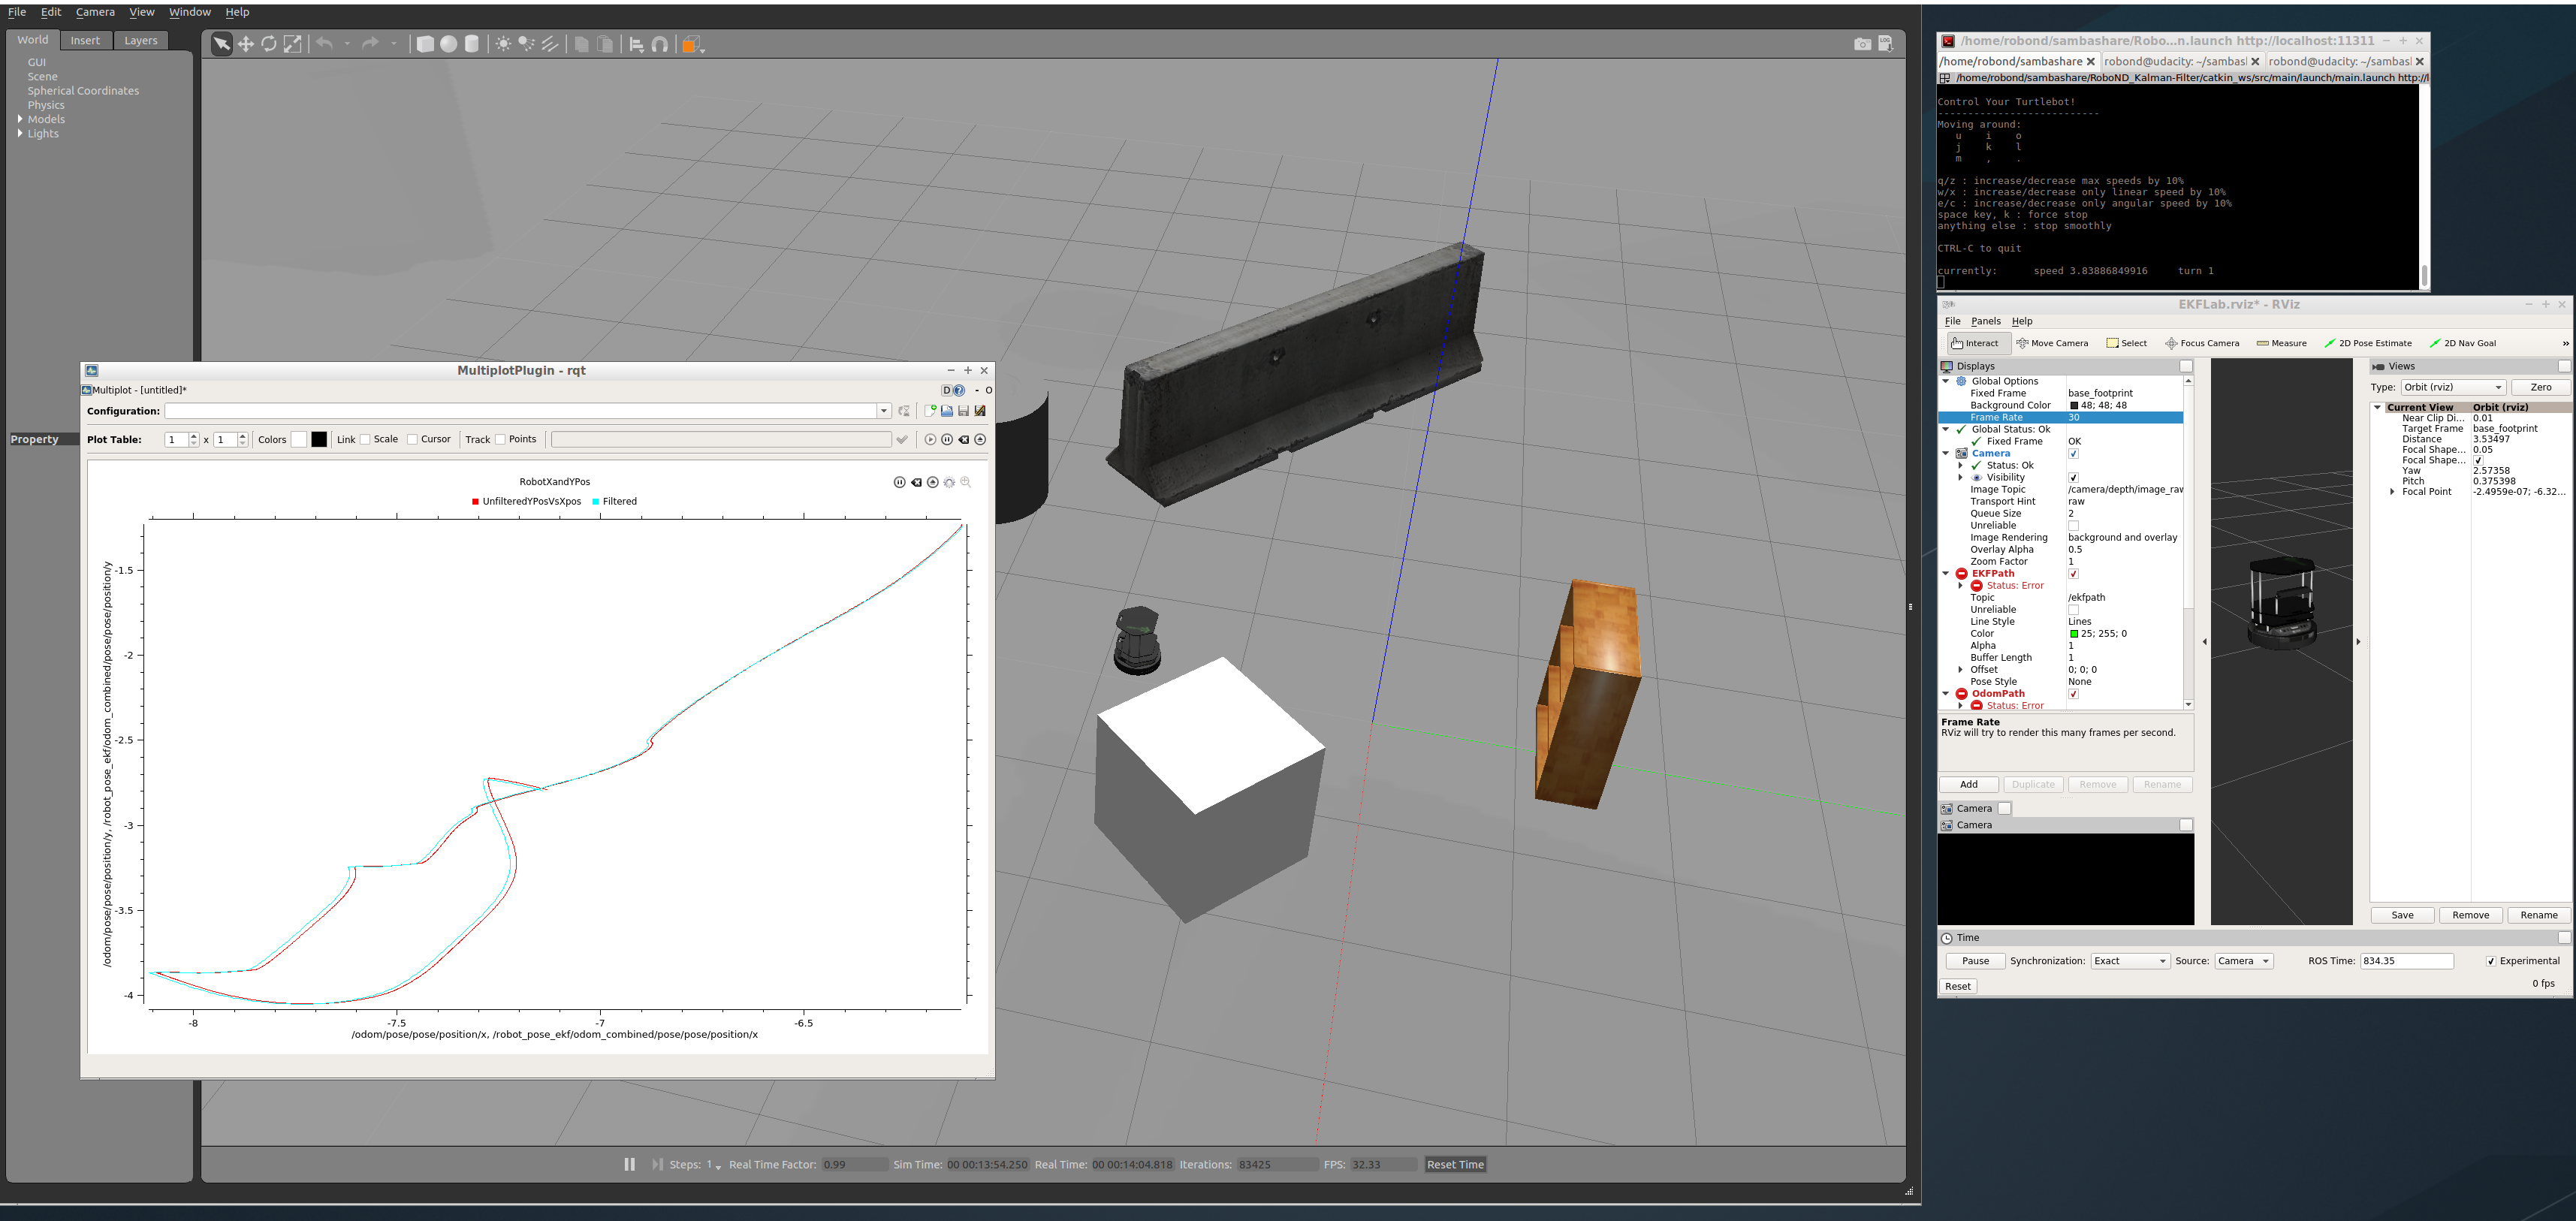 File Edit Camera View Window Help
World Insert Layers
GUI
Scene
Spherical Coordinates
Physics
Models
Lights
Property
Steps: 1 Real Time Factor: 0.99 Sim Time: 00 00:13:54.250 Real Time: 00 00:14:04.818 Iterations: 83425 FPS: 32.33 Reset Time
MultiplotPlugin - rqt
Multiplot - [untitled]*
D - O
Configuration:
Plot Table: 1 x 1 Colors Link Scale Cursor Track Points
RobotXandYPos
UnfilteredYPosVsXpos Filtered
/odom/pose/pose/position/y, /robot_pose_ekf/odom_combined/pose/pose/position/y
-1.5
-2
-2.5
-3
-3.5
-4
-8 -7.5 -7 -6.5
/odom/pose/pose/position/x, /robot_pose_ekf/odom_combined/pose/pose/position/x
/home/robond/sambashare/Robo...n.launch http://localhost:11311
/home/robond/sambashare robond@udacity: ~/sambasl robond@udacity: ~/sambasl
/home/robond/sambashare/RoboND_Kalman-Filter/catkin_ws/src/main/launch/main.launch http://l
Control Your Turtlebot!
---------------------------
Moving around:
u i o
j k l
m , .
q/z : increase/decrease max speeds by 10%
w/x : increase/decrease only linear speed by 10%
e/c : increase/decrease only angular speed by 10%
space key, k : force stop
anything else : stop smoothly
CTRL-C to quit
currently: speed 3.83886849916 turn 1
EKFLab.rviz* - RViz
File Panels Help
Interact Move Camera Select Focus Camera Measure 2D Pose Estimate 2D Nav Goal »
Displays
Global Options
Fixed Frame base_footprint
Background Color 48; 48; 48
Frame Rate 30
Global Status: Ok
Fixed Frame OK
Camera
Status: Ok
Visibility
Image Topic /camera/depth/image_raw
Transport Hint raw
Queue Size 2
Unreliable
Image Rendering background and overlay
Overlay Alpha 0.5
Zoom Factor 1
EKFPath
Status: Error
Topic /ekfpath
Unreliable
Line Style Lines
Color 25; 255; 0
Alpha 1
Buffer Length 1
Offset 0; 0; 0
Pose Style None
OdomPath
Status: Error
Frame Rate
RViz will try to render this many frames per second.
Add Duplicate Remove Rename
Camera
Camera
Views
Type: Orbit (rviz) Zero
Current View Orbit (rviz)
Near Clip Di... 0.01
Target Frame base_footprint
Distance 3.53497
Focal Shape... 0.05
Focal Shape...
Yaw 2.57358
Pitch 0.375398
Focal Point -2.4959e-07; -6.32...
Save Remove Rename
Time
Pause Synchronization: Exact Source: Camera ROS Time: 834.35 Experimental
Reset 0 fps